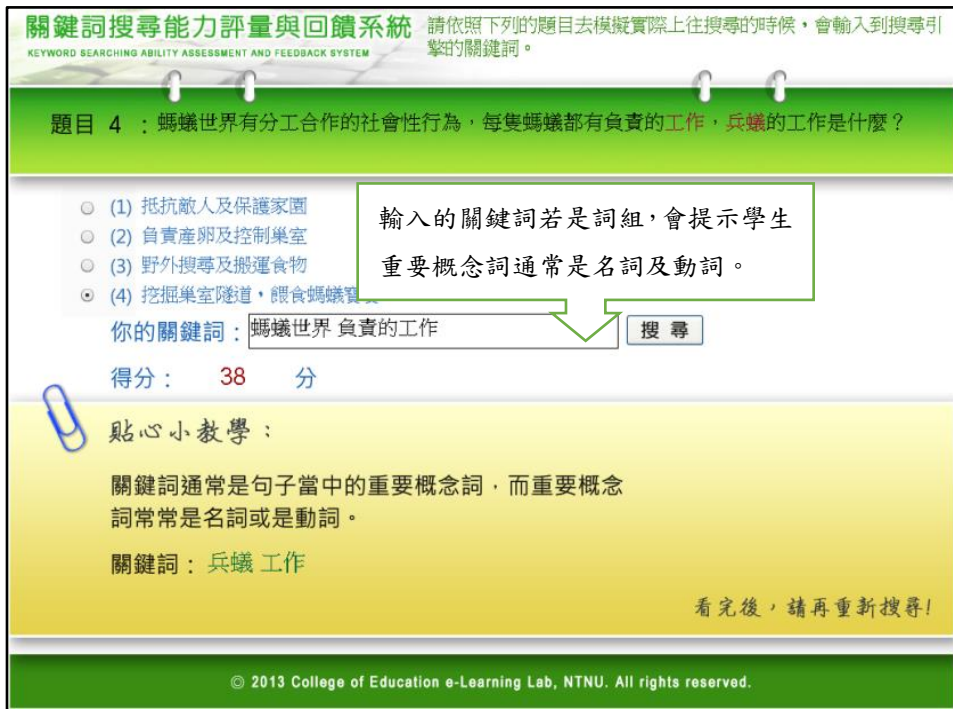 關鍵詞搜尋能力評量與回饋系統
KEYWORD SEARCHING ABILITY ASSESSMENT AND FEEDBACK SYSTEM
請依照下列的題目去模擬實際上往搜尋的時候，會輸入到搜尋引
擎的關鍵詞。
題目 4 ：螞蟻世界有分工合作的社會性行為，每隻螞蟻都有負責的工作，兵蟻的工作是什麼？
(1) 抵抗敵人及保護家園
(2) 負責產卵及控制巢室
(3) 野外搜尋及搬運食物
(4) 挖掘巢室隧道，餵食螞蟻寶
輸入的關鍵詞若是詞組，會提示學生
重要概念詞通常是名詞及動詞。
你的關鍵詞：螞蟻世界 負責的工作 搜 尋
得分： 38 分
貼心小教學：
關鍵詞通常是句子當中的重要概念詞，而重要概念
詞常常是名詞或是動詞。
關鍵詞： 兵蟻 工作
看完後，請再重新搜尋!
© 2013 College of Education e-Learning Lab, NTNU. All rights reserved.